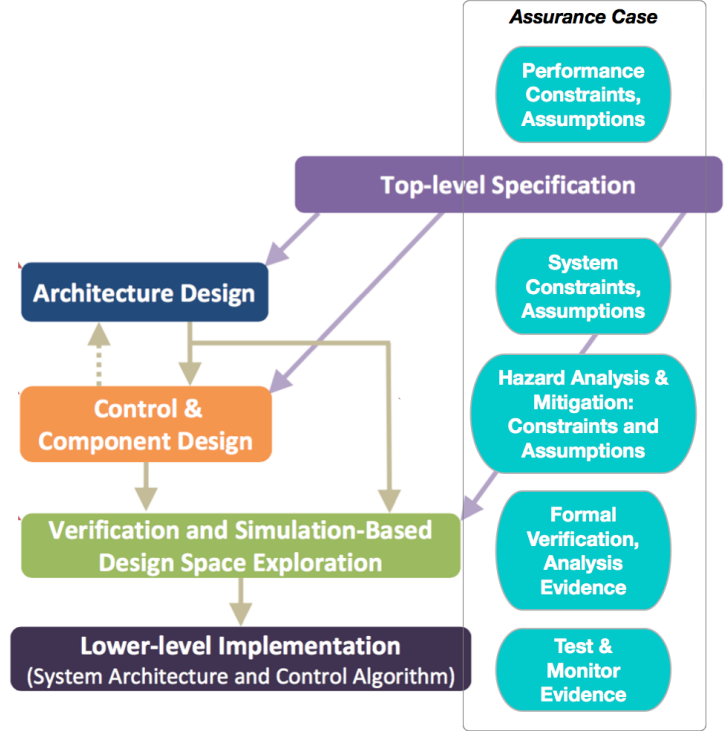 Assurance Case
Performance
Constraints,
Assumptions
Top-level Specification
Architecture Design
System
Constraints,
Assumptions
Control &
Component Design
Hazard Analysis &
Mitigation:
Constraints and
Assumptions
Verification and Simulation-Based
Design Space Exploration
Formal
Verification,
Analysis
Evidence
Lower-level Implementation
(System Architecture and Control Algorithm)
Test &
Monitor
Evidence